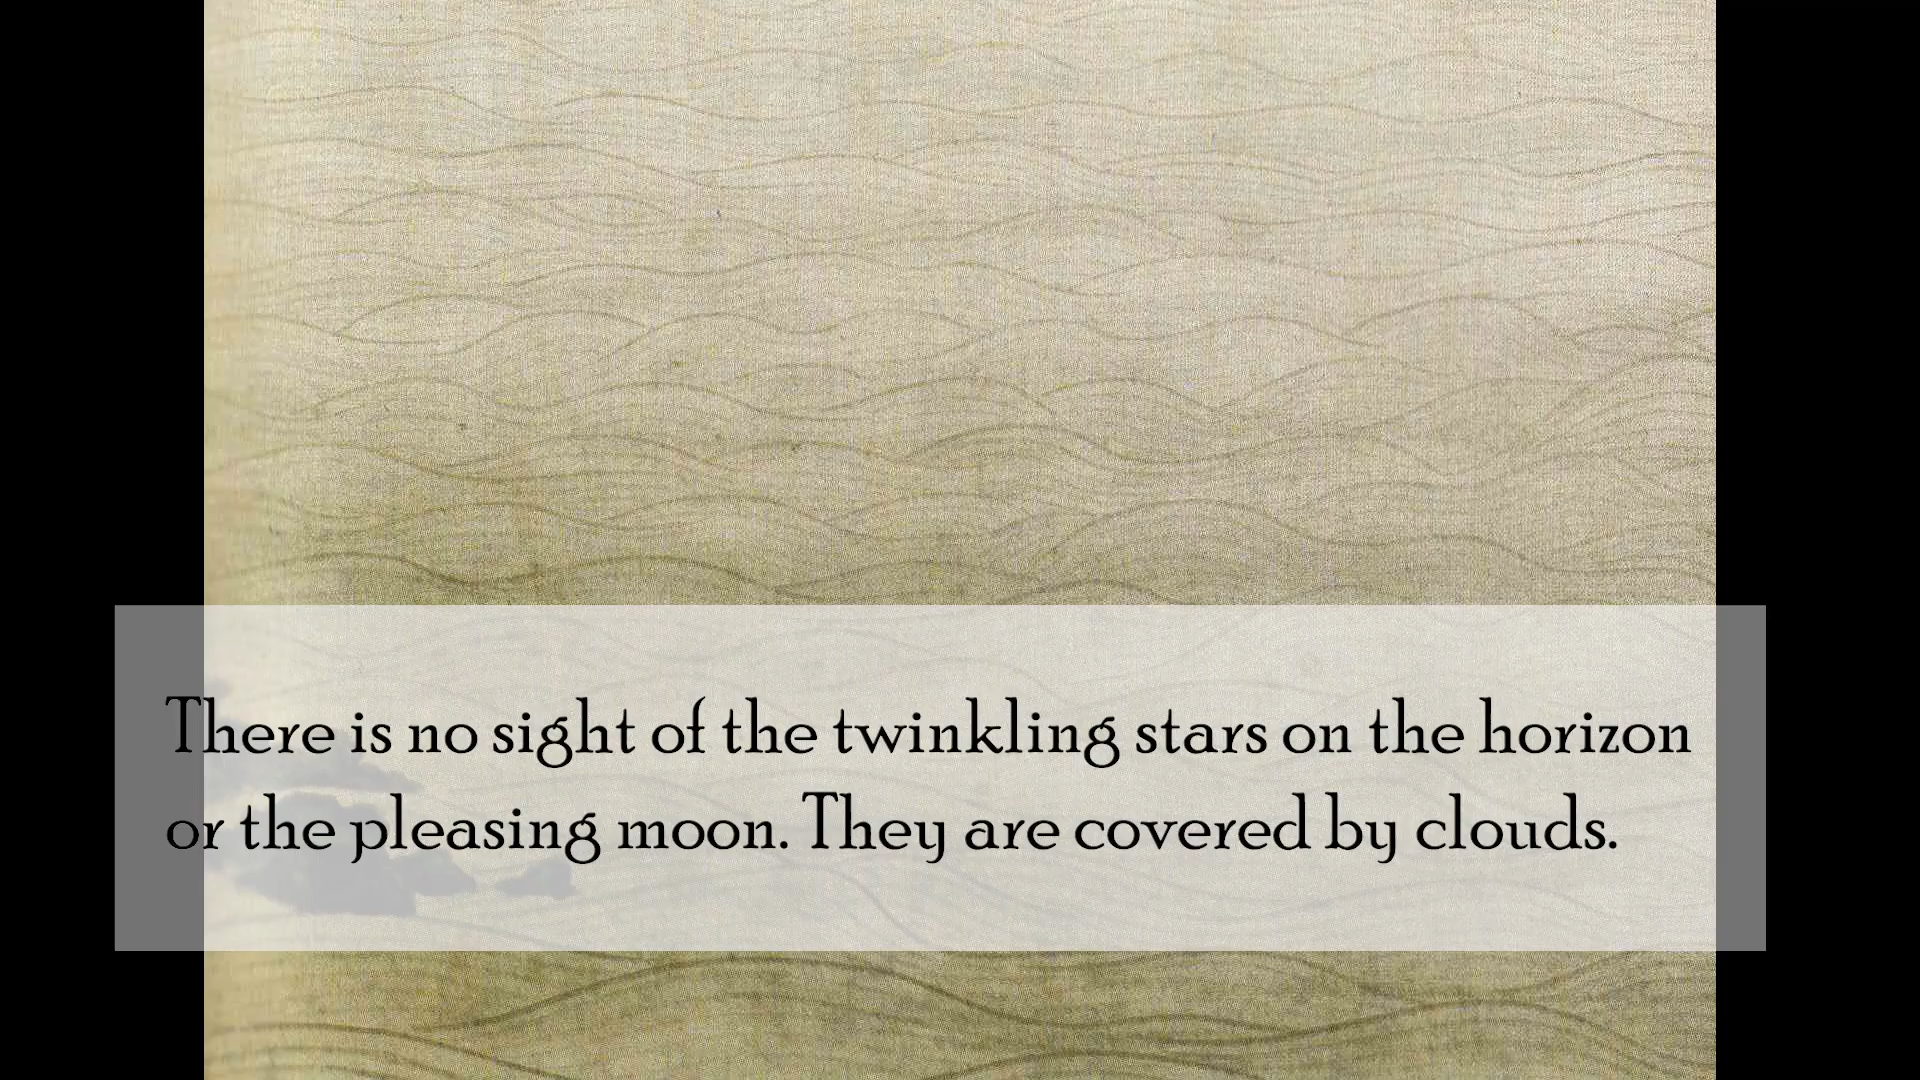 There is no sight of the twinkling stars on the horizon
or the pleasing moon. They are covered by clouds.